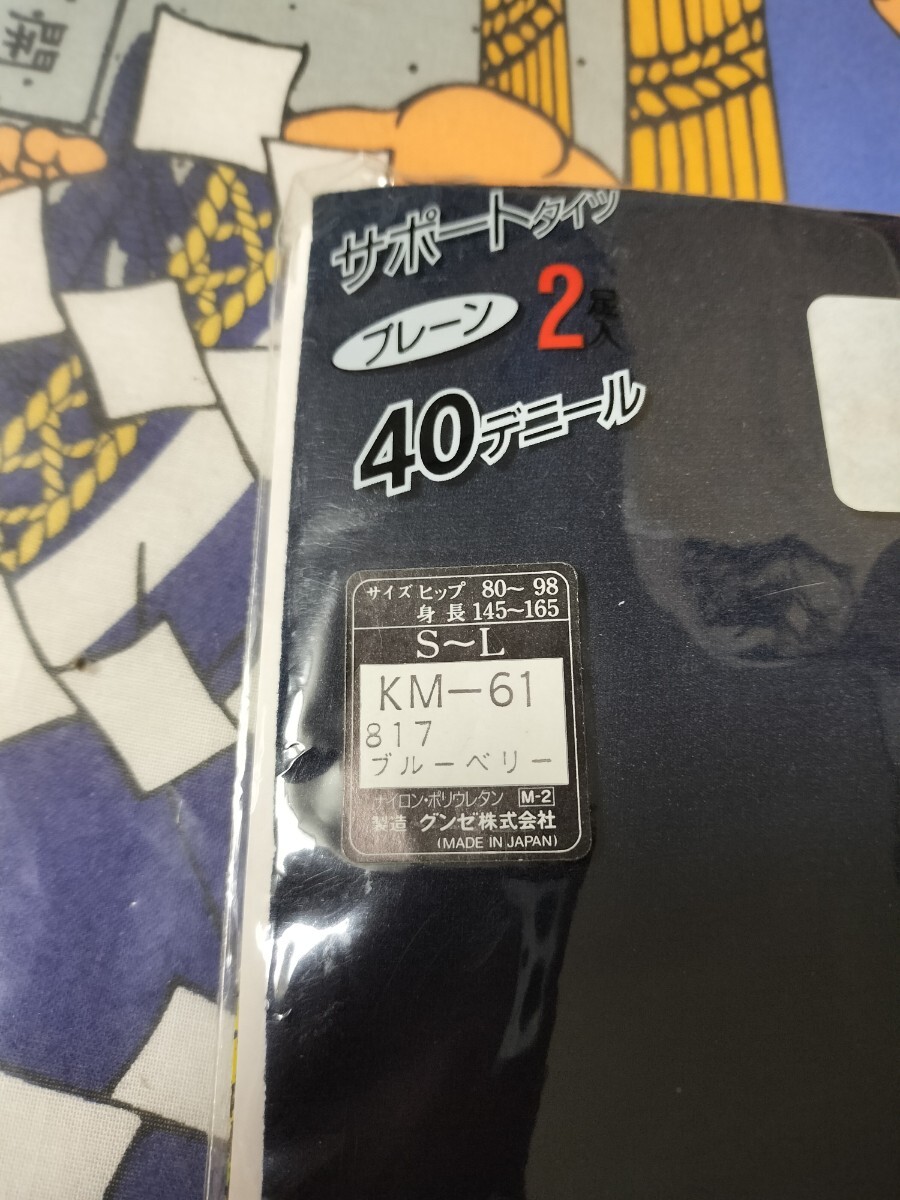 開
サポートタイツ
プレーン
2足入
40デニール
サイズ ヒップ 80〜98
身長 145〜165
S〜L
KM-61
817
ブルーベリー
ナイロン・ポリウレタン M-2
製造 グンゼ株式会社
(MADE IN JAPAN)